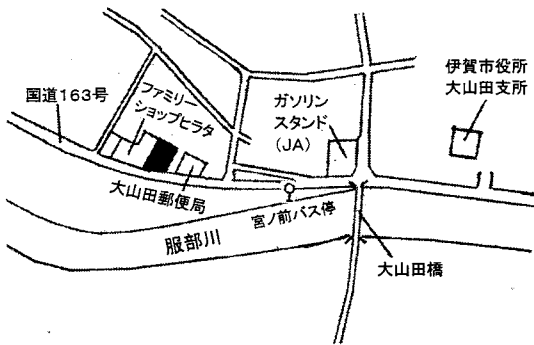 国道163号
ファミリー
ショップヒラタ
ガソリン
スタンド
(JA)
伊賀市役所
大山田支所
大山田郵便局
宮ノ前バス停
服部川
大山田橋